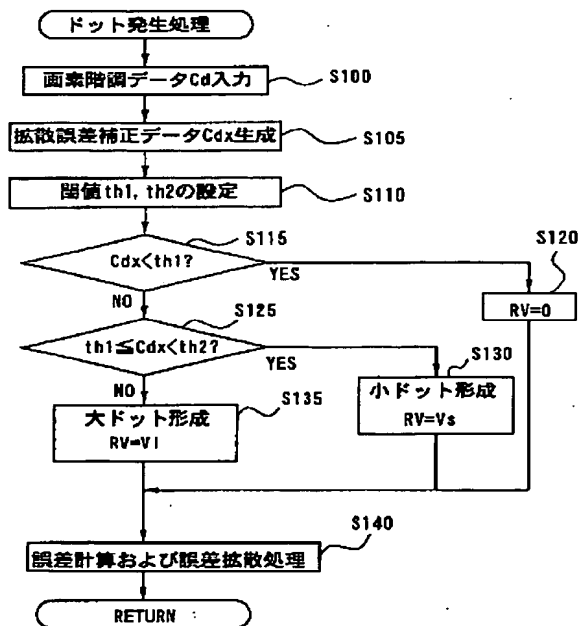 ドット発生処理
画素階調データCd入力
S100
拡散誤差補正データCdx生成
S105
閾値th1, th2の設定
S110
S115
Cdx<th1?
YES
S120
RV=0
NO
S125
th1≦Cdx<th2?
YES
S130
小ドット形成
RV=Vs
NO
S135
大ドット形成
RV=Vl
S140
誤差計算および誤差拡散処理
RETURN